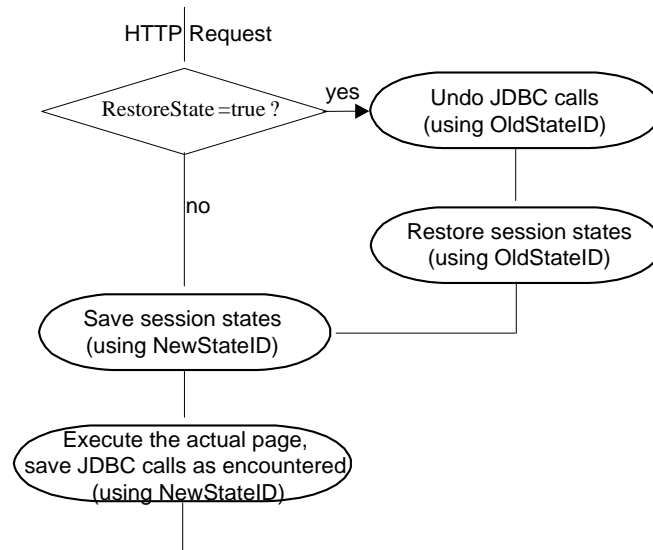 HTTP Request
RestoreState=true ?
yes
Undo JDBC calls
(using OldStateID)
no
Restore session states
(using OldStateID)
Save session states
(using NewStateID)
Execute the actual page,
save JDBC calls as encountered
(using NewStateID)